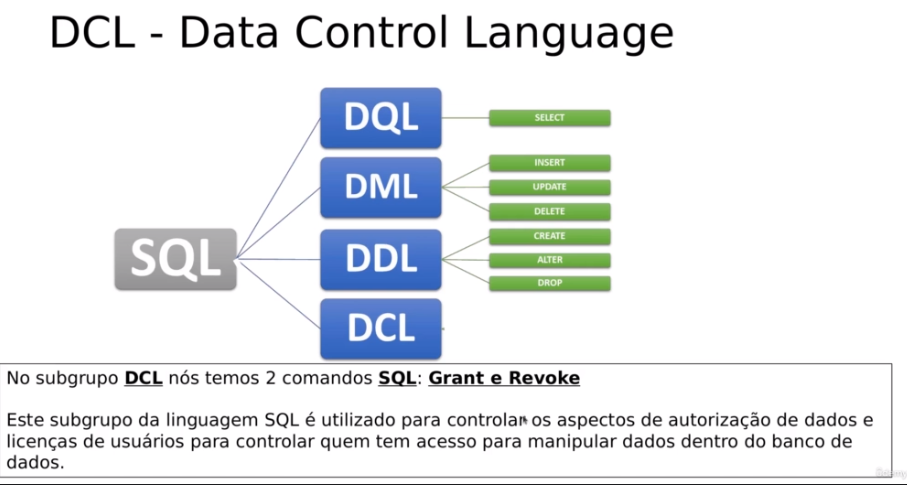 DCL - Data Control Language
DQL
SELECT
DML
INSERT
UPDATE
DELETE
SQL
DDL
CREATE
ALTER
DROP
DCL
No subgrupo DCL nós temos 2 comandos SQL: Grant e Revoke
Este subgrupo da linguagem SQL é utilizado para controlar os aspectos de autorização de dados e
licenças de usuários para controlar quem tem acesso para manipular dados dentro do banco de
dados.
Udemy